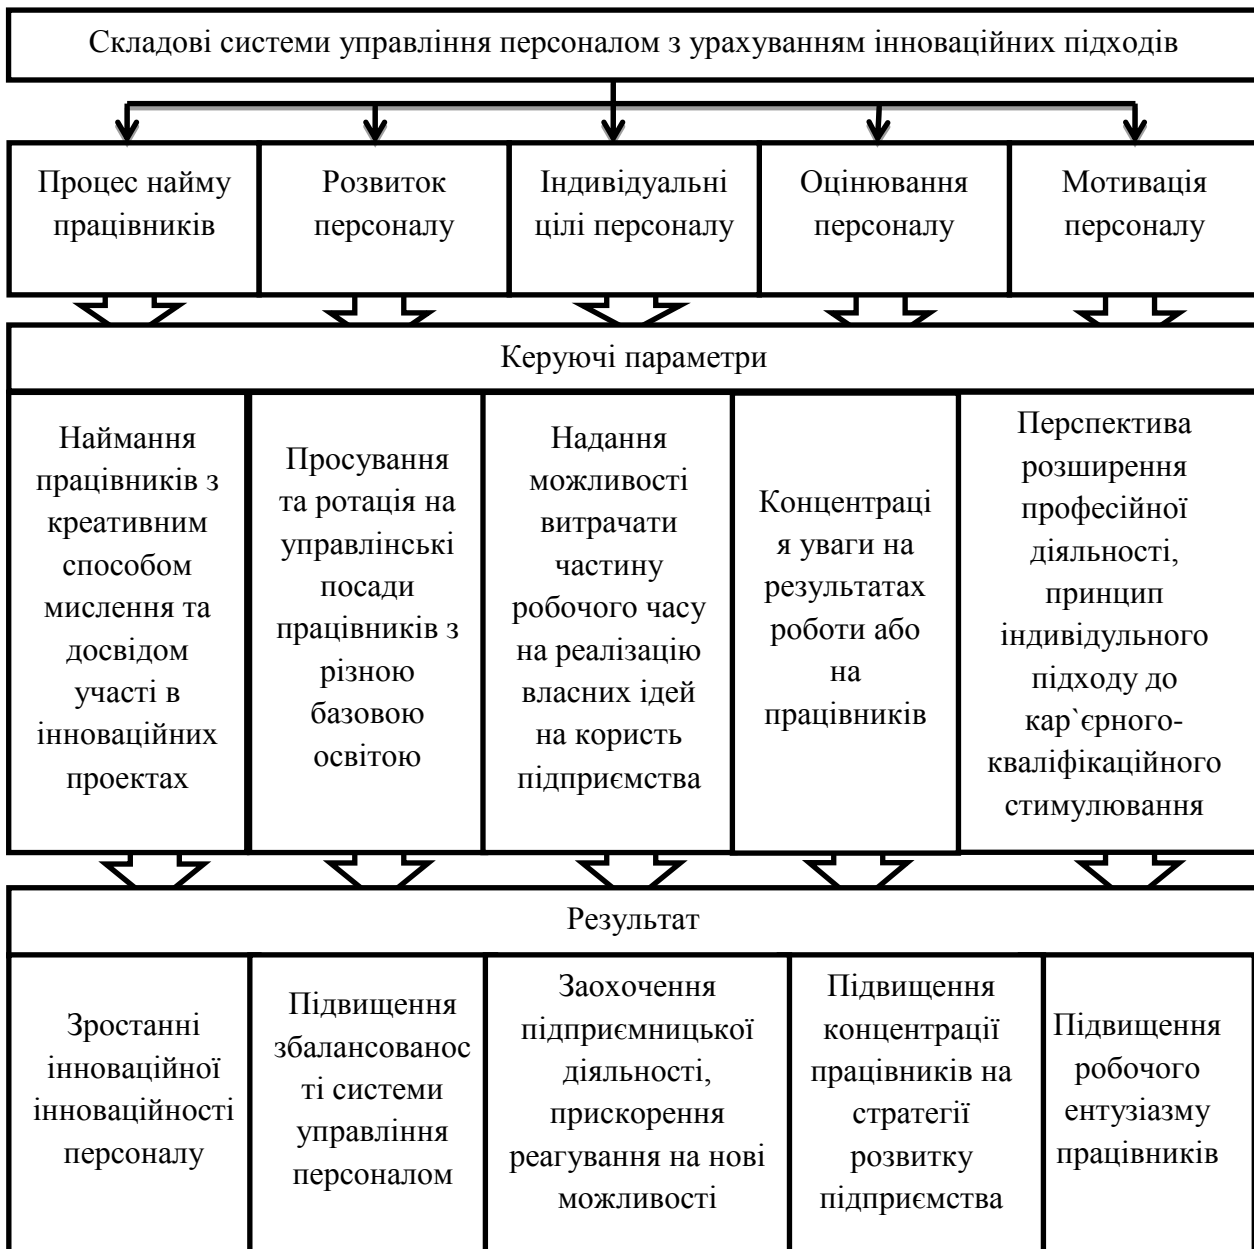 Складові системи управління персоналом з урахуванням інноваційних підходів
Процес найму
працівників
Розвиток
персоналу
Індивідуальні
цілі персоналу
Оцінювання
персоналу
Мотивація
персоналу
Керуючі параметри
Наймання
працівників з
креативним
способом
мислення та
досвідом
участі в
інноваційних
проектах
Просування
та ротація на
управлінські
посади
працівників з
різною
базовою
освітою
Надання
можливості
витрачати
частину
робочого часу
на реалізацію
власних ідей
на користь
підприємства
Концентраці
я уваги на
результатах
роботи або
на
працівників
Перспектива
розширення
професійної
діяльності,
принцип
індивідульного
підходу до
кар`єрного-
кваліфікаційного
стимулювання
Результат
Зростанні
інноваційної
інноваційності
персоналу
Підвищення
збалансованос
ті системи
управління
персоналом
Заохочення
підприємницької
діяльності,
прискорення
реагування на нові
можливості
Підвищення
концентрації
працівників на
стратегії
розвитку
підприємства
Підвищення
робочого
ентузіазму
працівників